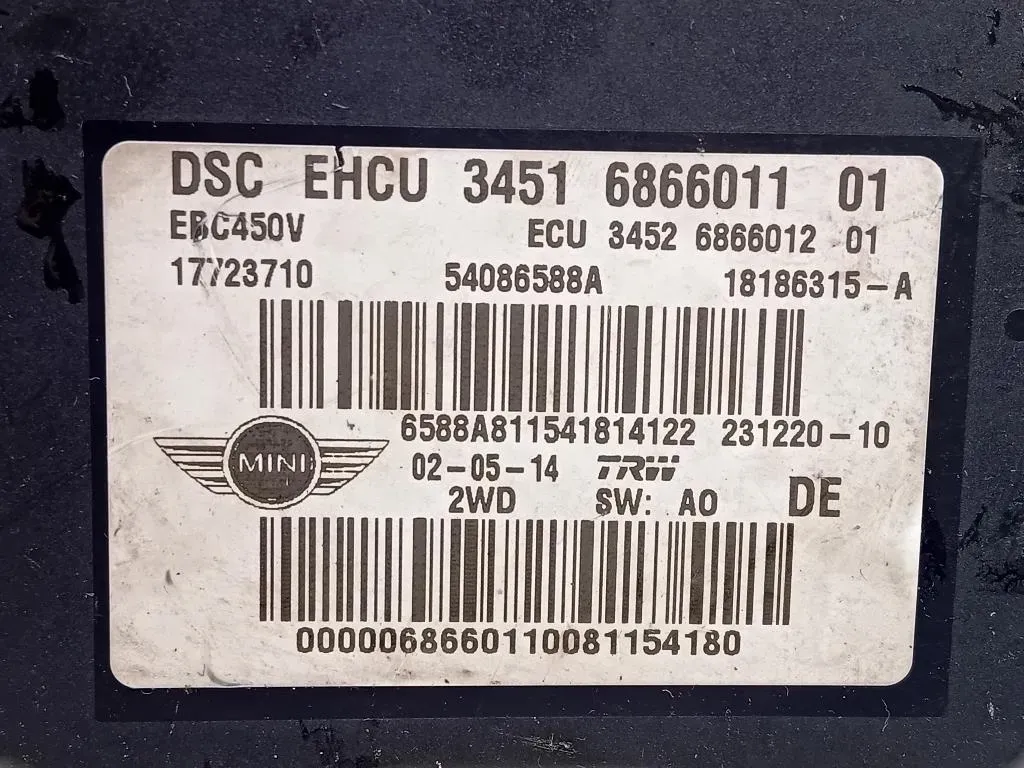 DSC EHCU 3451 6866011 01
EBC450V ECU 3452 6866012 01
17723710 54086588A 18186315-A
6588A811541814122 231220-10
MINI 02-05-14 TRW
2WD SW: AO DE
0000068660110081154180